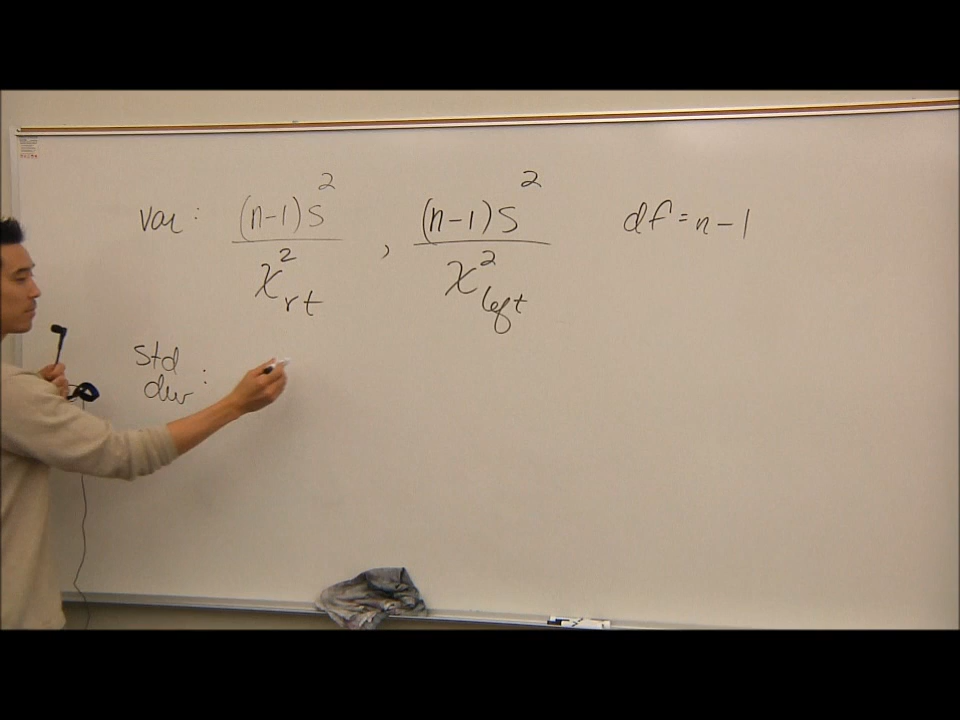 var: (n-1)S² / χ²rt , (n-1)S² / χ²left df = n-1
std
dev :